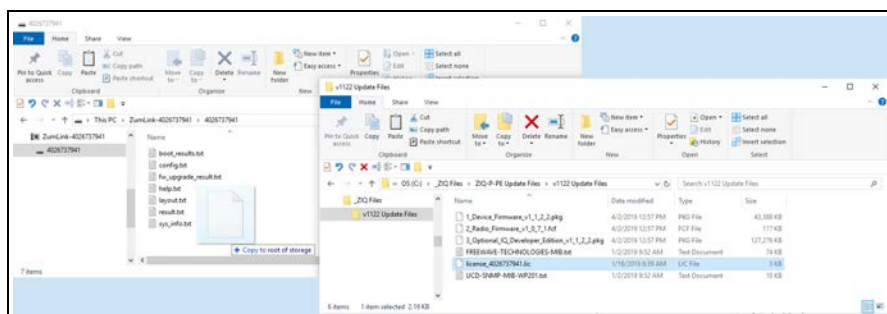 4026737941
File Home Share View
Pin to Quick access
Copy
Paste
Cut
Copy path
Paste shortcut
Move to
Copy to
Delete
Rename
New folder
New item
Easy access
Properties
Open
Edit
History
Select all
Select none
Invert selection
Clipboard
Organize
New
This PC > ZumLink-4026737941 > 4026737941
ZumLink-4026737941
4026737941
Name
boot_results.txt
config.txt
fw_upgrade_result.txt
help.txt
layout.txt
result.txt
sys_info.txt
Copy to root of storage
7 items
v1122 Update Files
File Home Share View
Pin to Quick access
Copy
Paste
Cut
Copy path
Paste shortcut
Move to
Copy to
Delete
Rename
New folder
New item
Easy access
Properties
Open
Edit
History
Select all
Select none
Invert selection
Clipboard
Organize
New
Open
Select
OS (C:) > _ZIQ Files > ZIQ-P-PE Update Files > v1122 Update Files
Search v1122 Update Files
_ZIQ Files
v1122 Update Files
Name Date modified Type Size
1_Device_Firmware_v1_1_2_2.pkg 4/2/2019 12:57 PM PKG File 43,388 KB
2_Radio_Firmware_v1_0_7_1.fcf 4/2/2019 12:57 PM FCF File 117 KB
3_Optional_IQ_Developer_Edition_v1_1_2_2.pkg 4/2/2019 12:57 PM PKG File 127,276 KB
FREEWAVE-TECHNOLOGIES-MIB.txt 1/2/2019 9:52 AM Text Document 74 KB
license_4026737941.lic 1/16/2019 8:39 AM LIC File 3 KB
UCD-SNMP-MIB-WP201.txt 1/2/2019 9:52 AM Text Document 10 KB
6 items 1 item selected 2.19 KB